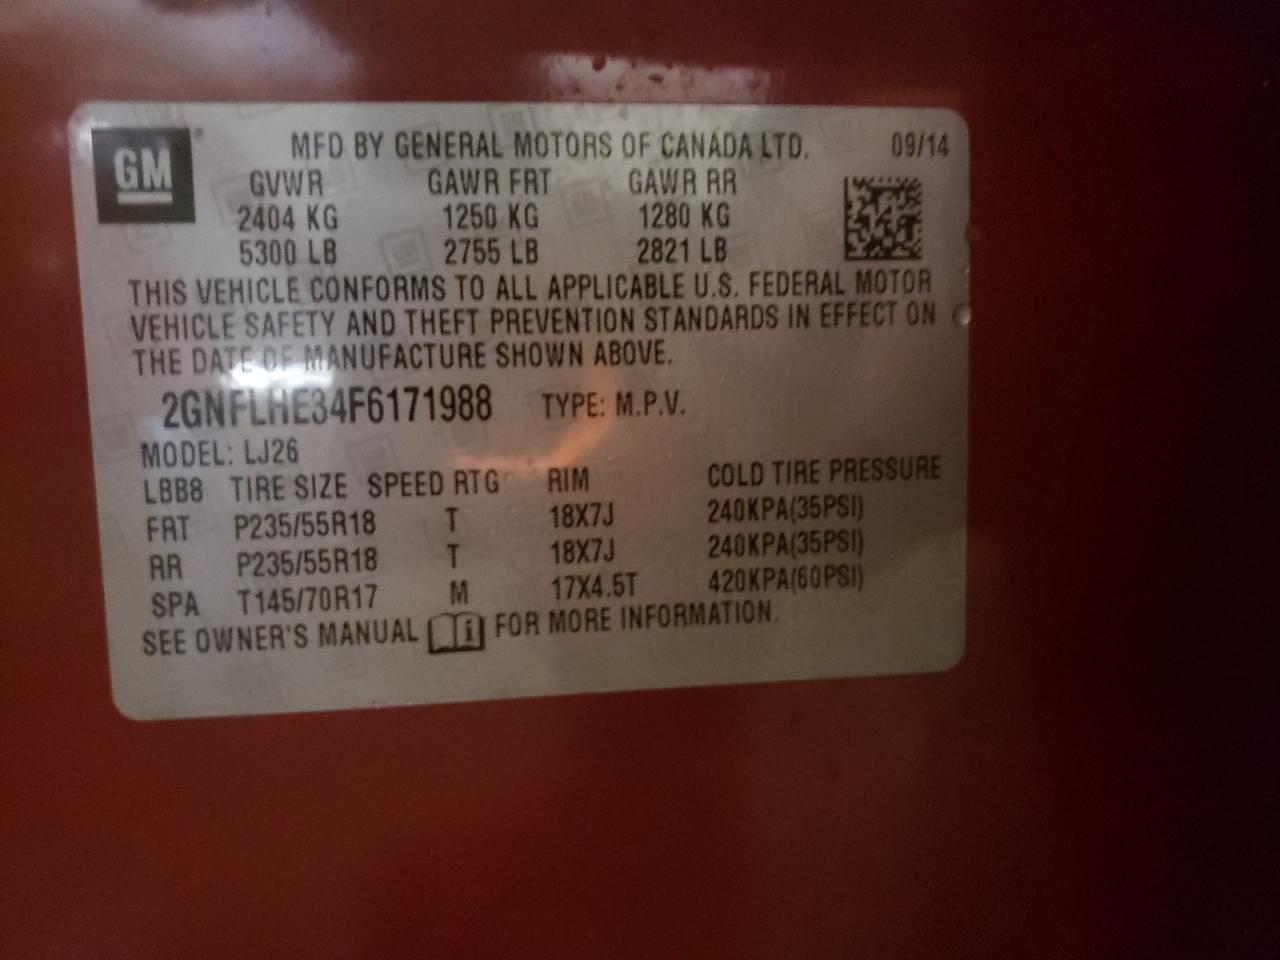 GM
MFD BY GENERAL MOTORS OF CANADA LTD. 09/14
GVWR GAWR FRT GAWR RR
2404 KG 1250 KG 1280 KG
5300 LB 2755 LB 2821 LB
THIS VEHICLE CONFORMS TO ALL APPLICABLE U.S. FEDERAL MOTOR
VEHICLE SAFETY AND THEFT PREVENTION STANDARDS IN EFFECT ON
THE DATE OF MANUFACTURE SHOWN ABOVE.
2GNFLHE34F6171988 TYPE: M.P.V.
MODEL: LJ26
LBB8 TIRE SIZE SPEED RTG RIM COLD TIRE PRESSURE
FRT P235/55R18 T 18X7J 240KPA(35PSI)
RR P235/55R18 T 18X7J 240KPA(35PSI)
SPA T145/70R17 M 17X4.5T 420KPA(60PSI)
SEE OWNER'S MANUAL FOR MORE INFORMATION.